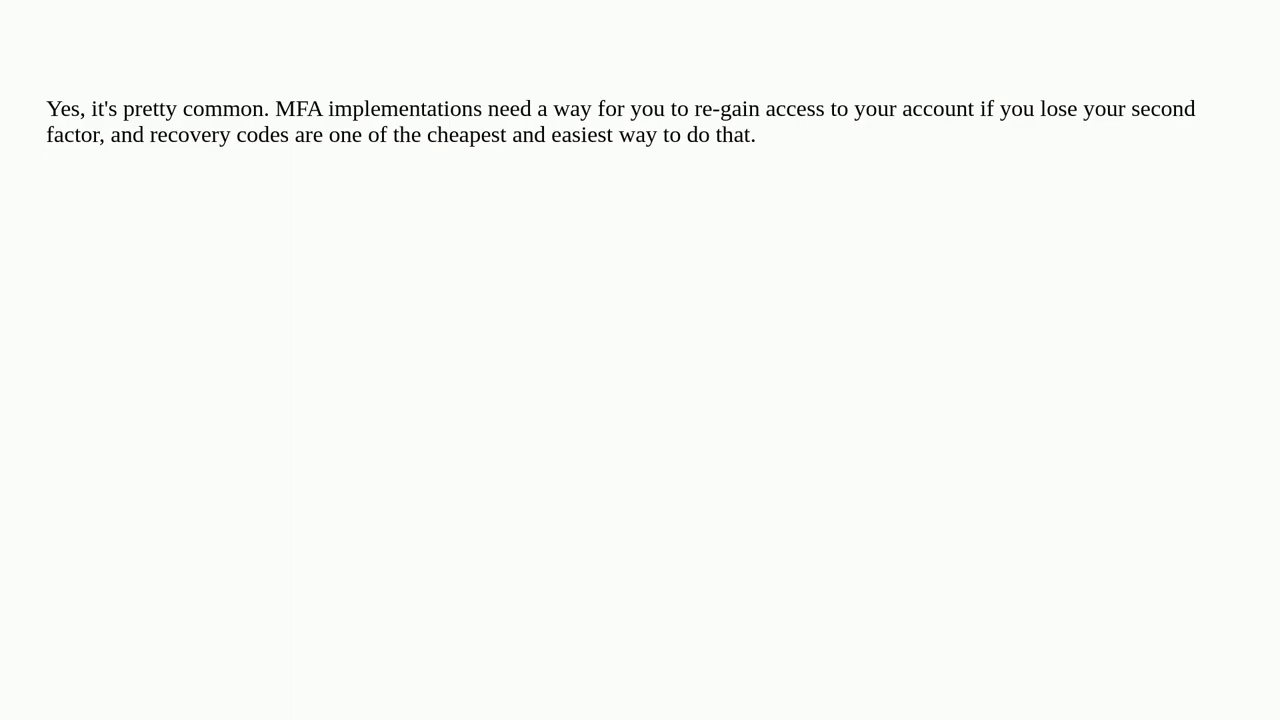 Yes, it's pretty common. MFA implementations need a way for you to re-gain access to your account if you lose your second
factor, and recovery codes are one of the cheapest and easiest way to do that.